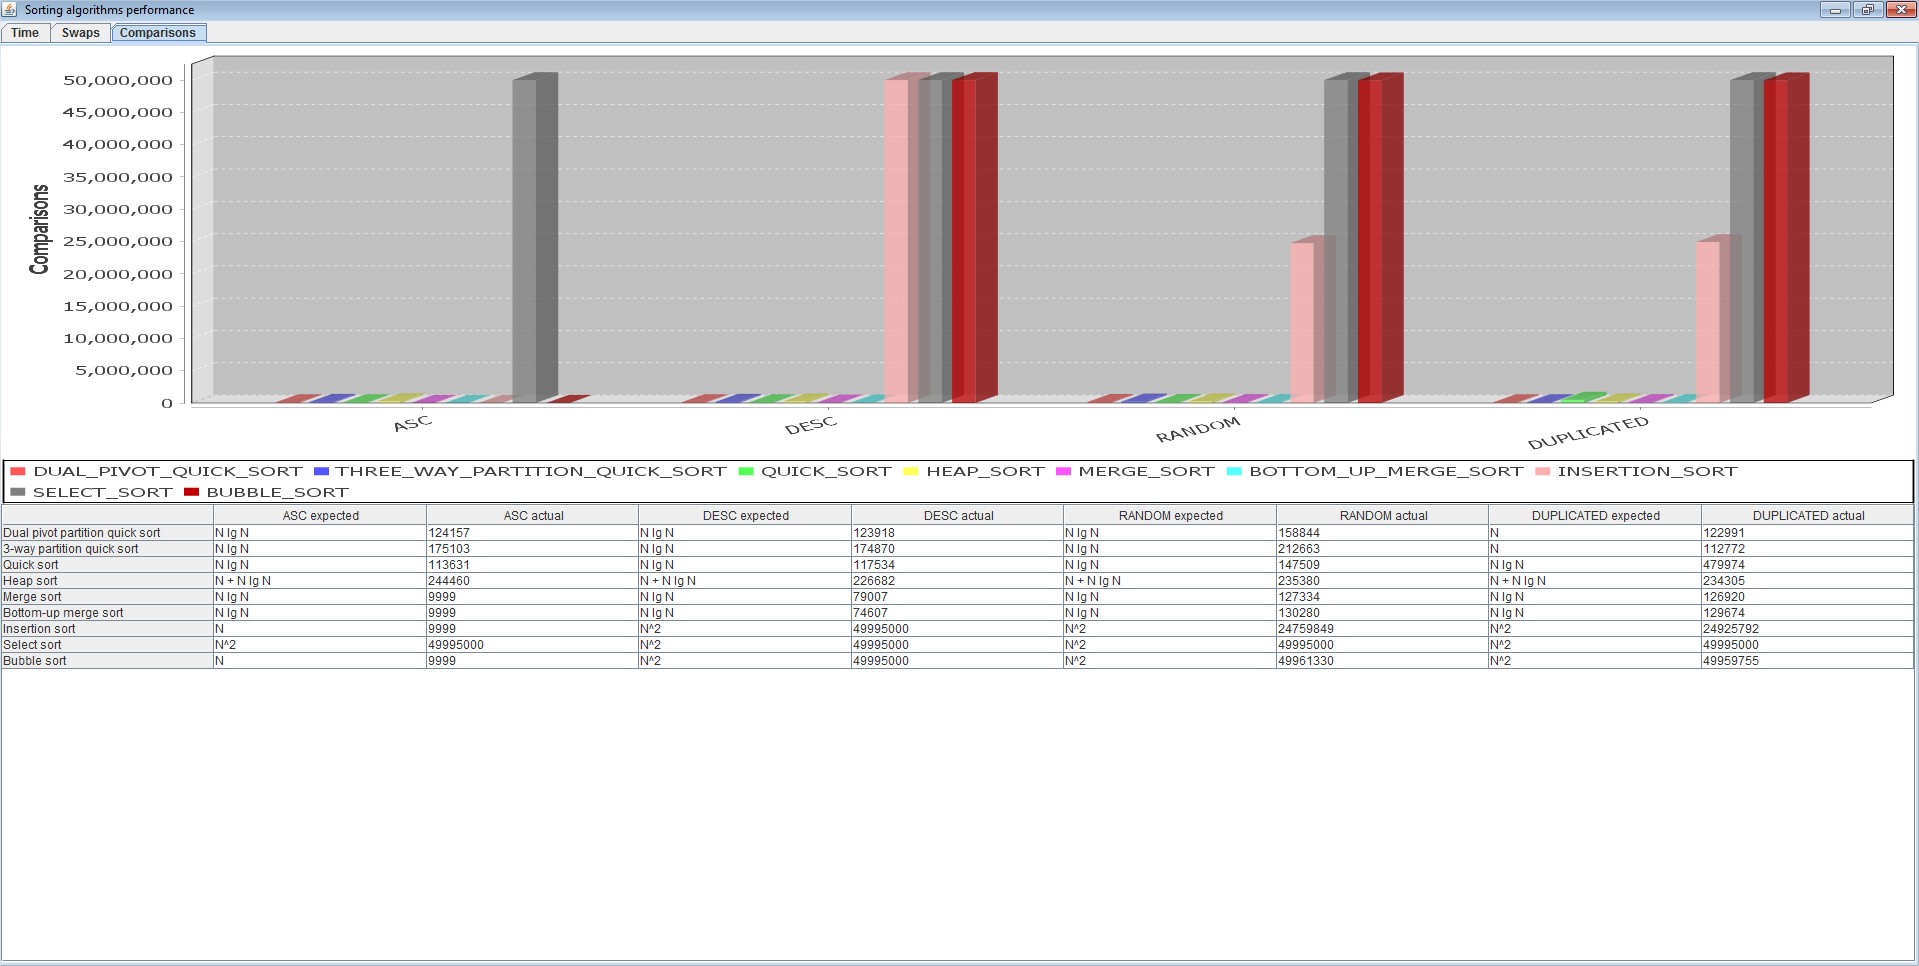 Sorting algorithms performance
Time Swaps Comparisons
Comparisons
50,000,000
45,000,000
40,000,000
35,000,000
30,000,000
25,000,000
20,000,000
15,000,000
10,000,000
5,000,000
0
ASC DESC RANDOM DUPLICATED
DUAL_PIVOT_QUICK_SORT THREE_WAY_PARTITION_QUICK_SORT QUICK_SORT HEAP_SORT MERGE_SORT BOTTOM_UP_MERGE_SORT INSERTION_SORT
SELECT_SORT BUBBLE_SORT
ASC expected ASC actual DESC expected DESC actual RANDOM expected RANDOM actual DUPLICATED expected DUPLICATED actual
Dual pivot partition quick sort N lg N 124157 N lg N 123918 N lg N 158844 N 122991
3-way partition quick sort N lg N 175103 N lg N 174870 N lg N 212663 N 112772
Quick sort N lg N 113631 N lg N 117534 N lg N 147509 N lg N 479974
Heap sort N + N lg N 244460 N + N lg N 226682 N + N lg N 235380 N + N lg N 234305
Merge sort N lg N 9999 N lg N 79007 N lg N 127334 N lg N 126920
Bottom-up merge sort N lg N 9999 N lg N 74607 N lg N 130280 N lg N 129674
Insertion sort N 9999 N^2 49995000 N^2 24759849 N^2 24925792
Select sort N^2 49995000 N^2 49995000 N^2 49995000 N^2 49995000
Bubble sort N 9999 N^2 49995000 N^2 49961330 N^2 49959755